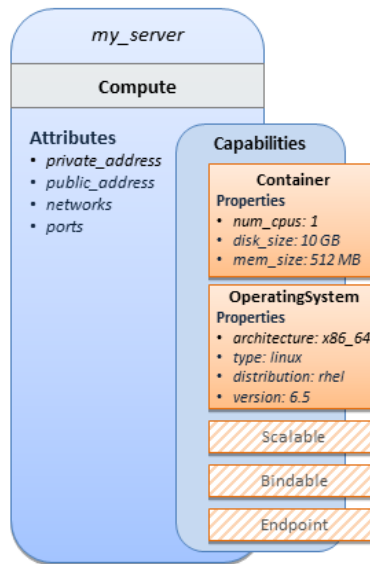 my_server
Compute
Attributes
• private_address
• public_address
• networks
• ports
Capabilities
Container
Properties
• num_cpus: 1
• disk_size: 10 GB
• mem_size: 512 MB
OperatingSystem
Properties
• architecture: x86_64
• type: linux
• distribution: rhel
• version: 6.5
Scalable
Bindable
Endpoint